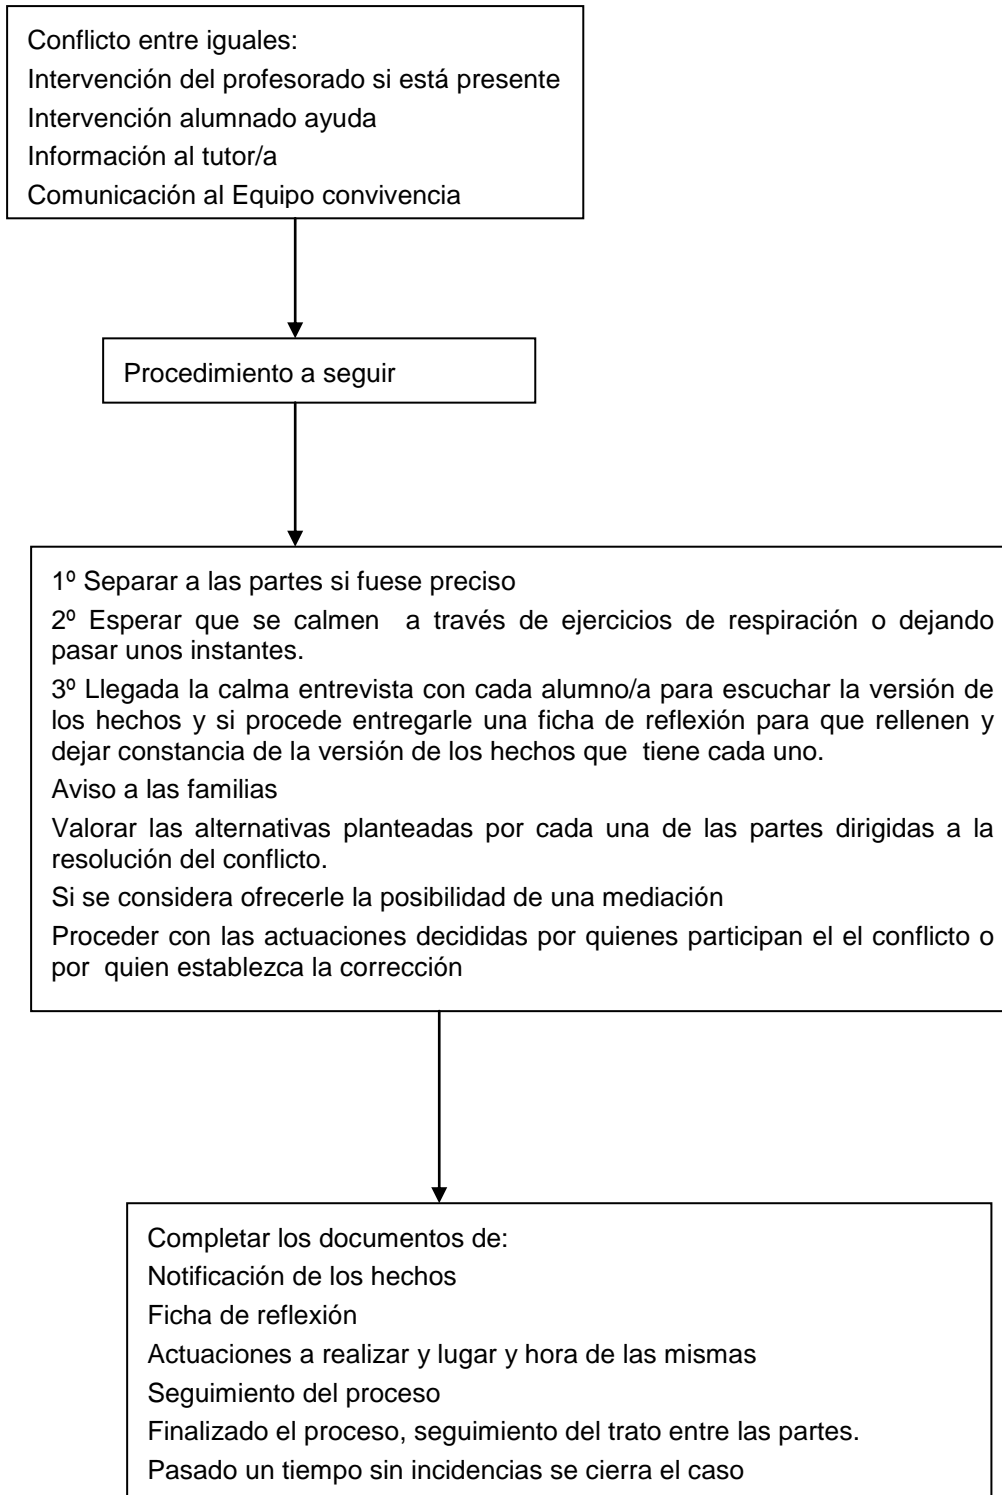 Conflicto entre iguales:
Intervención del profesorado si está presente
Intervención alumnado ayuda
Información al tutor/a
Comunicación al Equipo convivencia
Procedimiento a seguir
1º Separar a las partes si fuese preciso
2º Esperar que se calmen a través de ejercicios de respiración o dejando
pasar unos instantes.
3º Llegada la calma entrevista con cada alumno/a para escuchar la versión de
los hechos y si procede entregarle una ficha de reflexión para que rellenen y
dejar constancia de la versión de los hechos que tiene cada uno.
Aviso a las familias
Valorar las alternativas planteadas por cada una de las partes dirigidas a la
resolución del conflicto.
Si se considera ofrecerle la posibilidad de una mediación
Proceder con las actuaciones decididas por quienes participan el el conflicto o
por quien establezca la corrección
Completar los documentos de:
Notificación de los hechos
Ficha de reflexión
Actuaciones a realizar y lugar y hora de las mismas
Seguimiento del proceso
Finalizado el proceso, seguimiento del trato entre las partes.
Pasado un tiempo sin incidencias se cierra el caso